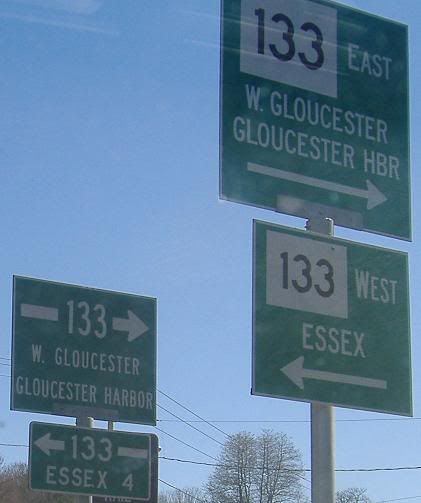 133 EAST
W. GLOUCESTER
GLOUCESTER HBR
133 WEST
ESSEX
133
W. GLOUCESTER
GLOUCESTER HARBOR
133
ESSEX 4